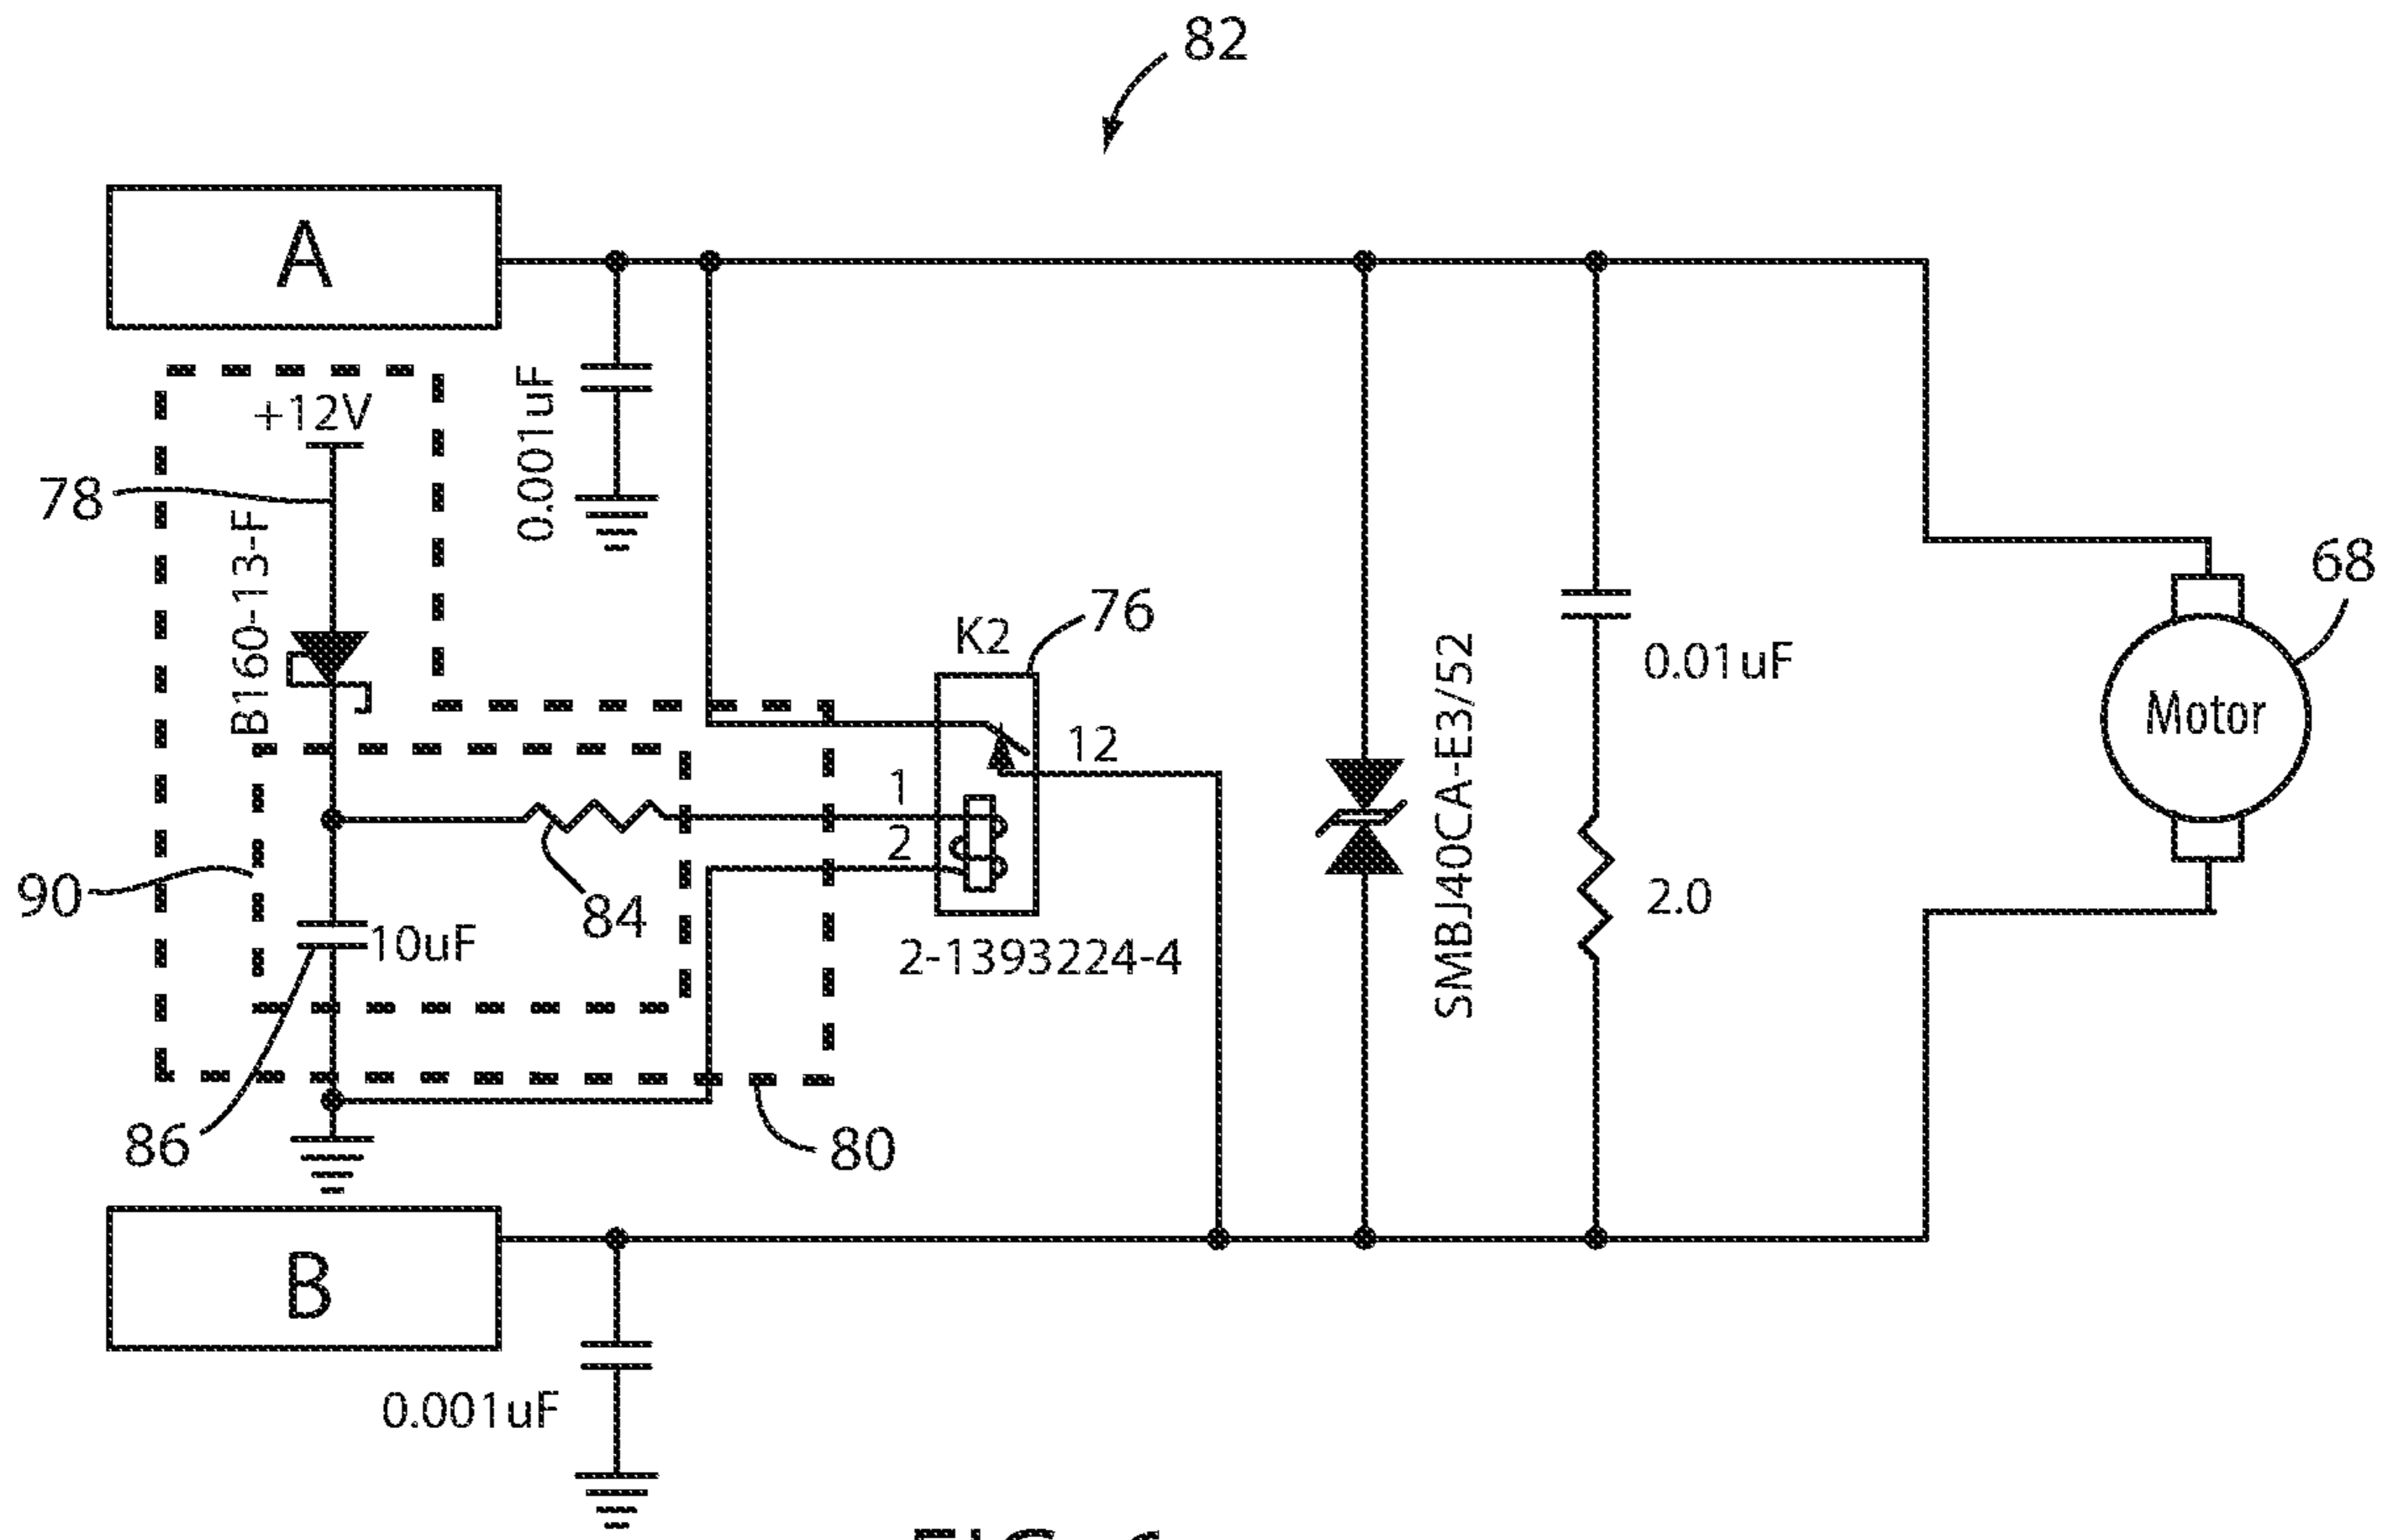 82
A
+12V
78
B160-13-F
0.001uF
K2
76
12
1
2
84
90
10uF
2-1393224-4
86
80
SMBJ40CA-E3/52
0.01uF
2.0
68
Motor
B
0.001uF